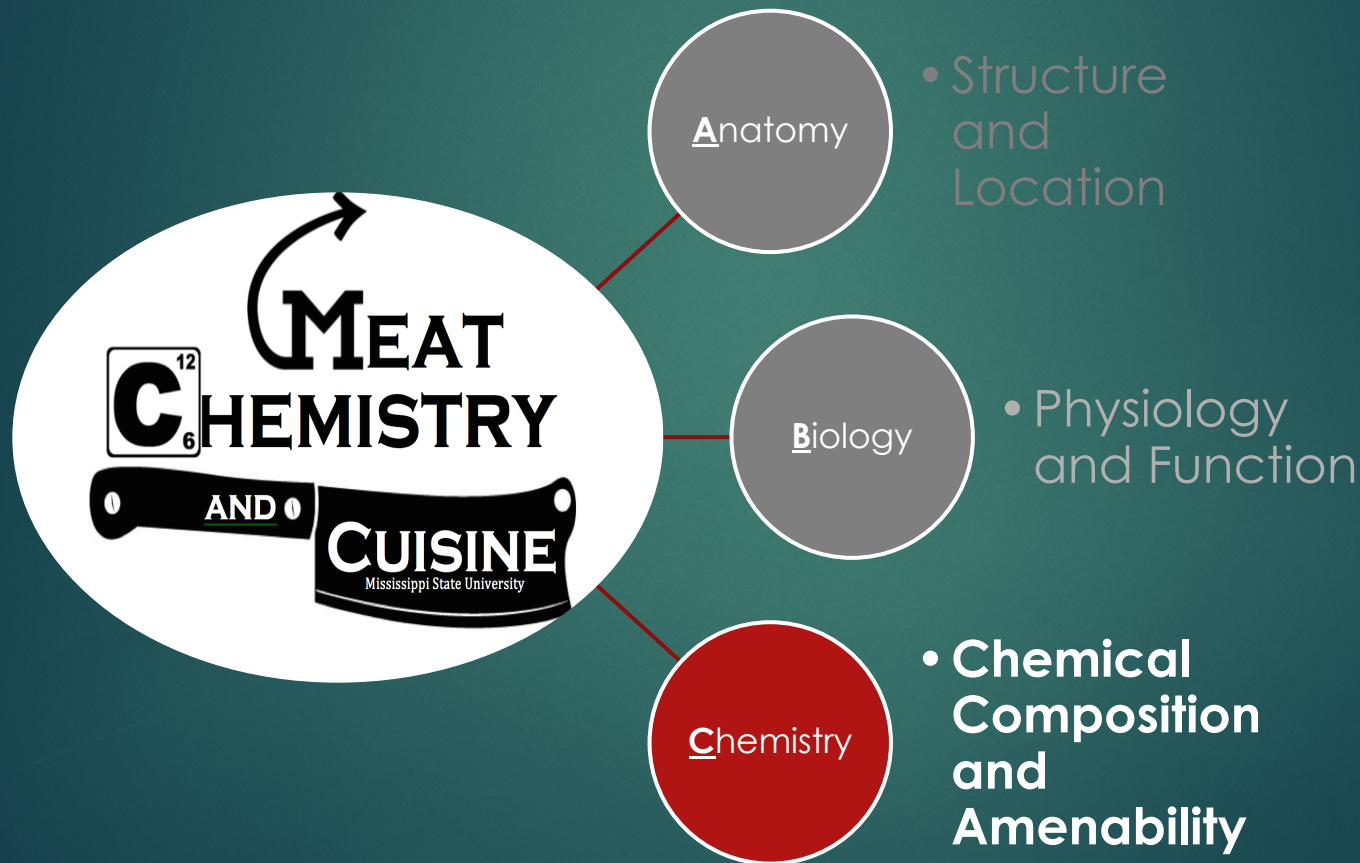 MEAT
C 12 6 HEMISTRY
AND
CUISINE
Mississippi State University
Anatomy
• Structure
and
Location
Biology
• Physiology
and Function
Chemistry
• Chemical
Composition
and
Amenability